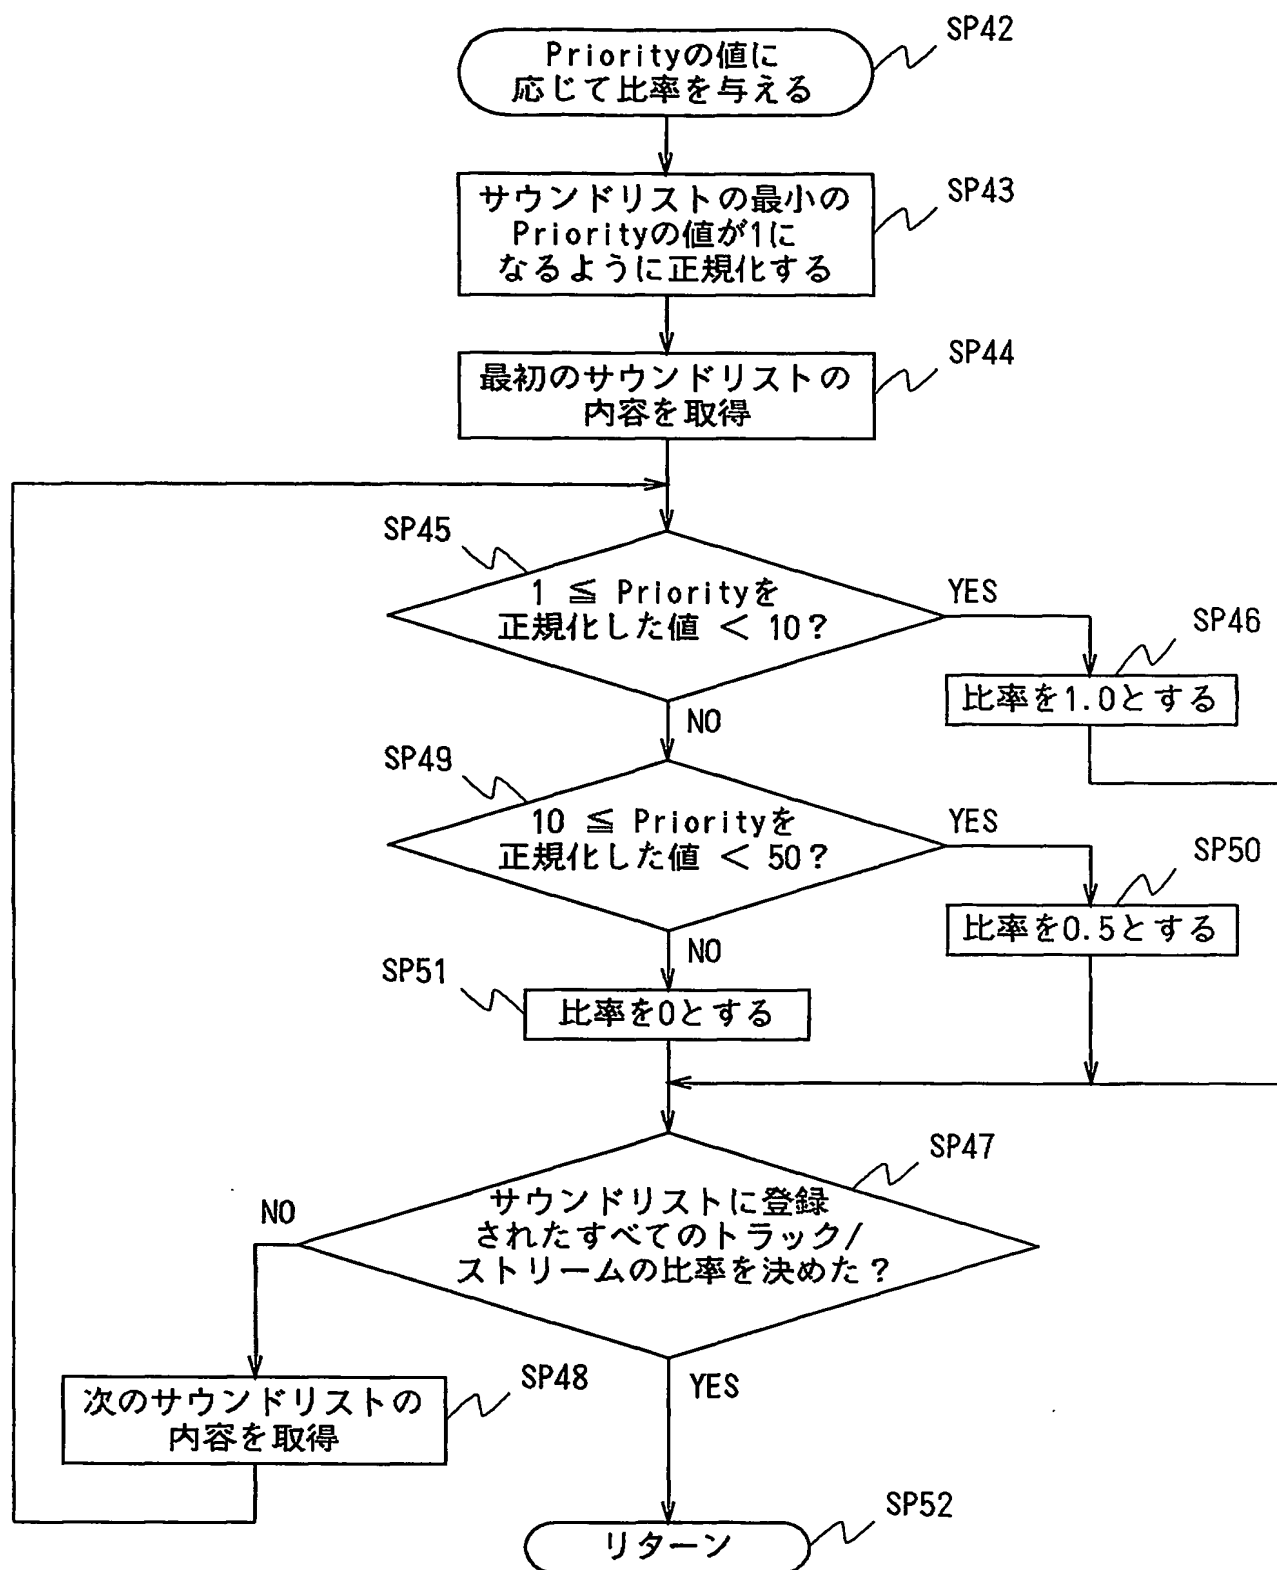 SP42
Priorityの値に
応じて比率を与える
SP43
サウンドリストの最小の
Priorityの値が1に
なるように正規化する
SP44
最初のサウンドリストの
内容を取得
SP45
1 ≦ Priorityを
正規化した値 < 10?
YES
NO
SP46
比率を1.0とする
SP49
10 ≦ Priorityを
正規化した値 < 50?
YES
NO
SP50
比率を0.5とする
SP51
比率を0とする
SP47
サウンドリストに登録
されたすべてのトラック/
ストリームの比率を決めた?
NO
YES
SP48
次のサウンドリストの
内容を取得
SP52
リターン